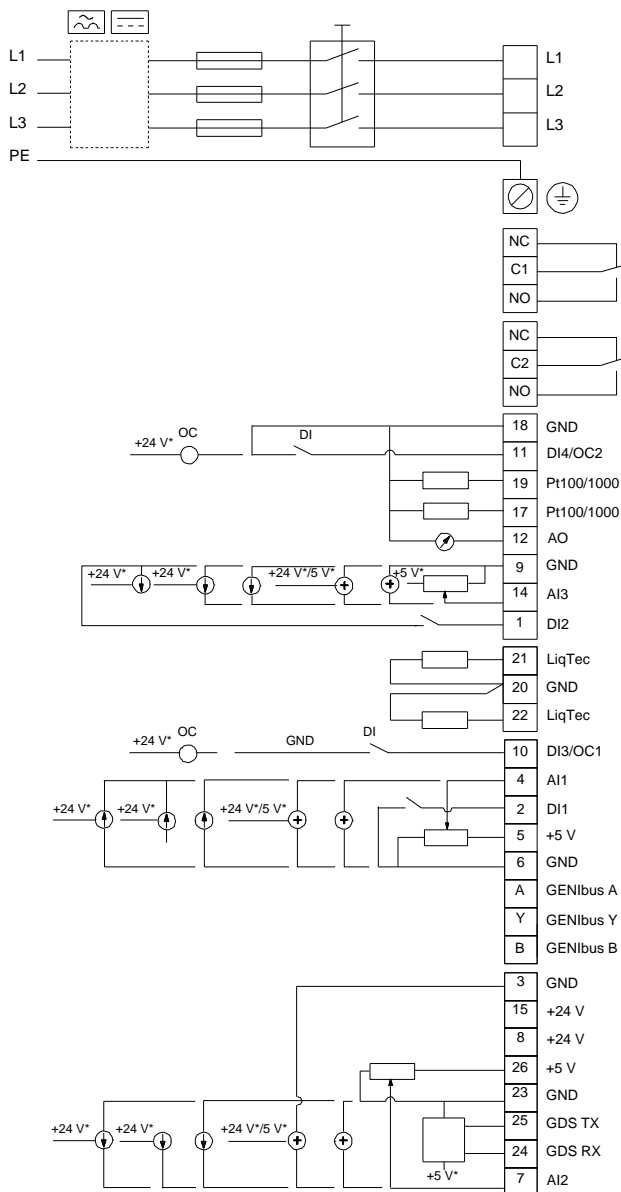 L1 L1
L2 L2
L3 L3
PE
NC
C1
NO
NC
C2
NO
18 GND
+24 V* OC DI 11 DI4/OC2
19 Pt100/1000
17 Pt100/1000
12 AO
9 GND
+24 V* +24 V* +24 V*/5 V* +5 V*
14 AI3
1 DI2
21 LiqTec
20 GND
22 LiqTec
+24 V* OC GND DI 10 DI3/OC1
4 AI1
+24 V* +24 V* +24 V*/5 V* 2 DI1
5 +5 V
6 GND
A GENIbus A
Y GENIbus Y
B GENIbus B
3 GND
15 +24 V
8 +24 V
26 +5 V
23 GND
25 GDS TX
+24 V* +24 V* +24 V*/5 V*
24 GDS RX
+5 V*
7 AI2